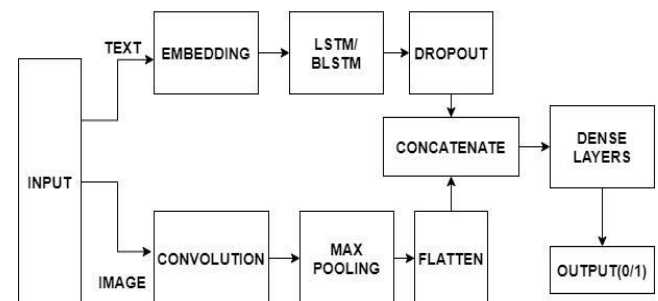 TEXT
EMBEDDING
LSTM/
BLSTM
DROPOUT
INPUT
CONCATENATE
DENSE
LAYERS
IMAGE
CONVOLUTION
MAX
POOLING
FLATTEN
OUTPUT(0/1)